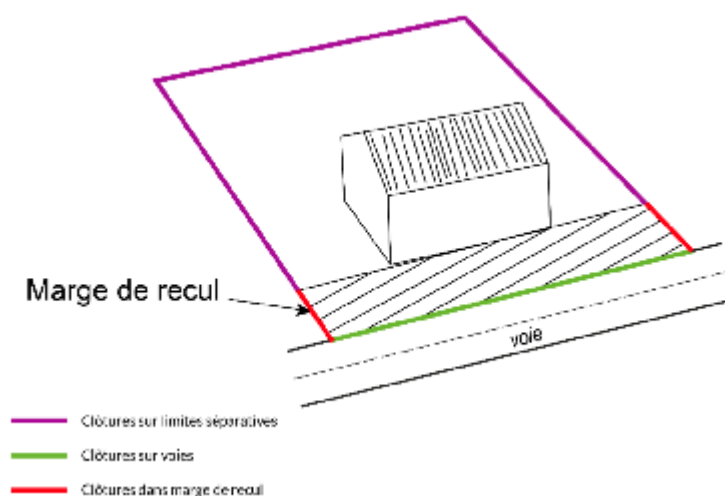 Marge de recul
voie
Clôtures sur limites séparatives
Clôtures sur voies
Clôtures dans marge de recul